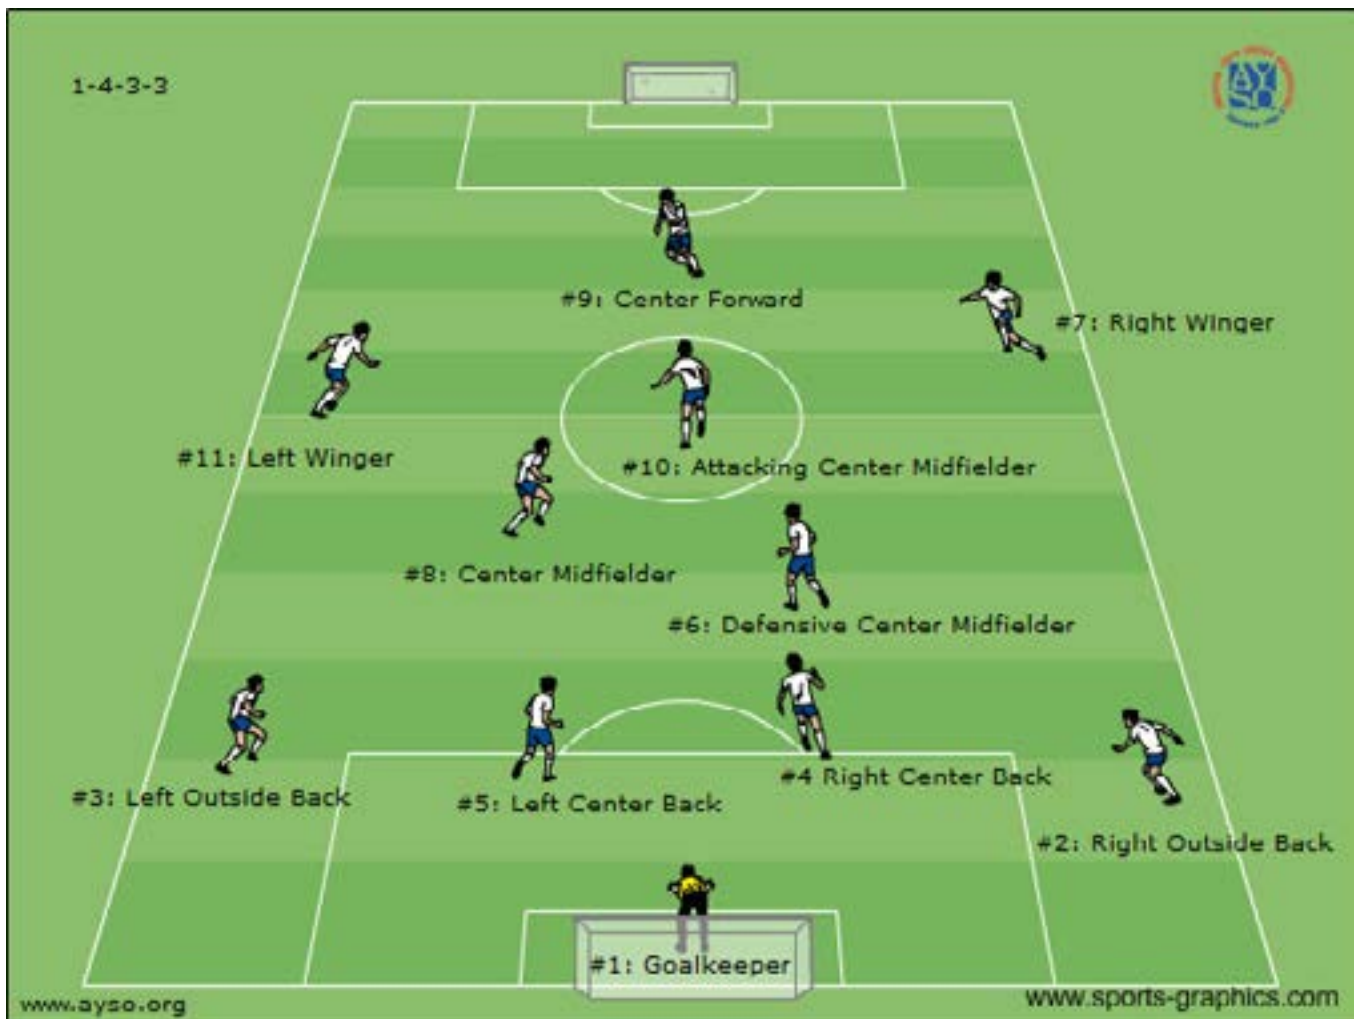 1-4-3-3
AY
SO
#9: Center Forward
#7: Right Winger
#11: Left Winger
#10: Attacking Center Midfielder
#8: Center Midfielder
#6: Defensive Center Midfielder
#4 Right Center Back
#3: Left Outside Back
#5: Left Center Back
#2: Right Outside Back
#1: Goalkeeper
www.ayso.org
www.sports-graphics.com